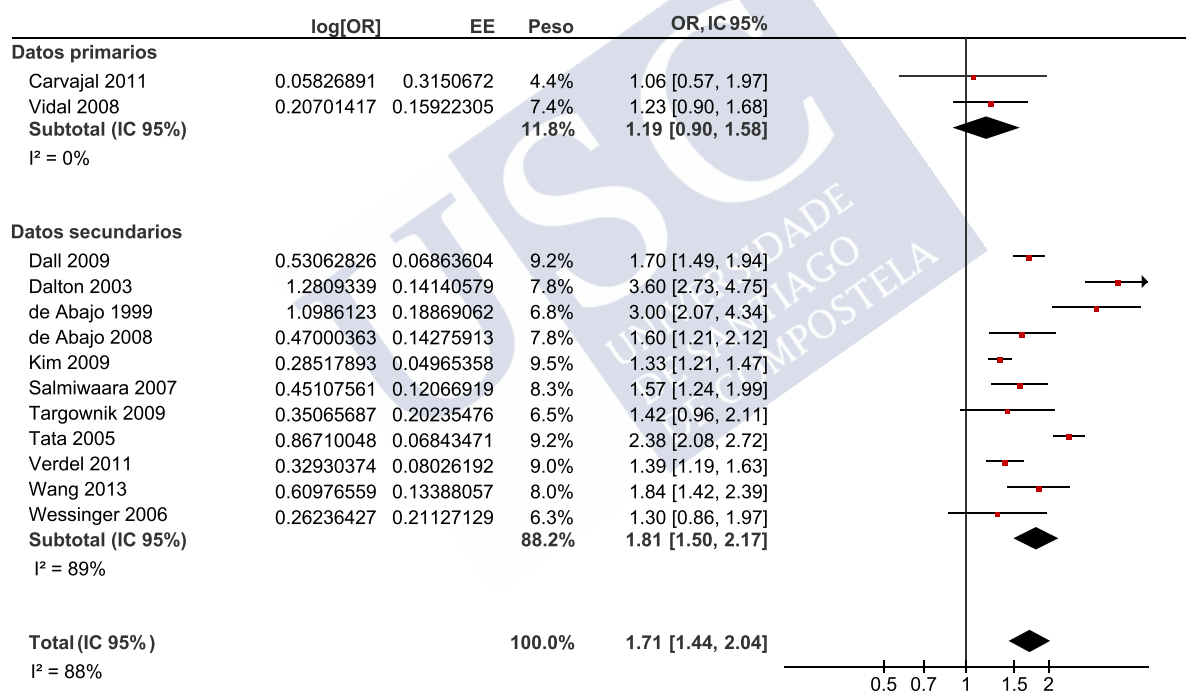 log[OR] EE Peso OR, IC 95%
Datos primarios
Carvajal 2011 0.05826891 0.3150672 4.4% 1.06 [0.57, 1.97]
Vidal 2008 0.20701417 0.15922305 7.4% 1.23 [0.90, 1.68]
Subtotal (IC 95%) 11.8% 1.19 [0.90, 1.58]
I² = 0%
Datos secundarios
Dall 2009 0.53062826 0.06863604 9.2% 1.70 [1.49, 1.94]
Dalton 2003 1.2809339 0.14140579 7.8% 3.60 [2.73, 4.75]
de Abajo 1999 1.0986123 0.18869062 6.8% 3.00 [2.07, 4.34]
de Abajo 2008 0.47000363 0.14275913 7.8% 1.60 [1.21, 2.12]
Kim 2009 0.28517893 0.04965358 9.5% 1.33 [1.21, 1.47]
Salmiwaara 2007 0.45107561 0.12066919 8.3% 1.57 [1.24, 1.99]
Targownik 2009 0.35065687 0.20235476 6.5% 1.42 [0.96, 2.11]
Tata 2005 0.86710048 0.06843471 9.2% 2.38 [2.08, 2.72]
Verdel 2011 0.32930374 0.08026192 9.0% 1.39 [1.19, 1.63]
Wang 2013 0.60976559 0.13388057 8.0% 1.84 [1.42, 2.39]
Wessinger 2006 0.26236427 0.21127129 6.3% 1.30 [0.86, 1.97]
Subtotal (IC 95%) 88.2% 1.81 [1.50, 2.17]
I² = 89%
Total (IC 95%) 100.0% 1.71 [1.44, 2.04]
I² = 88%
0.5 0.7 1 1.5 2
USC
UNIVERSIDADE
DE SANTIAGO
DE COMPOSTELA